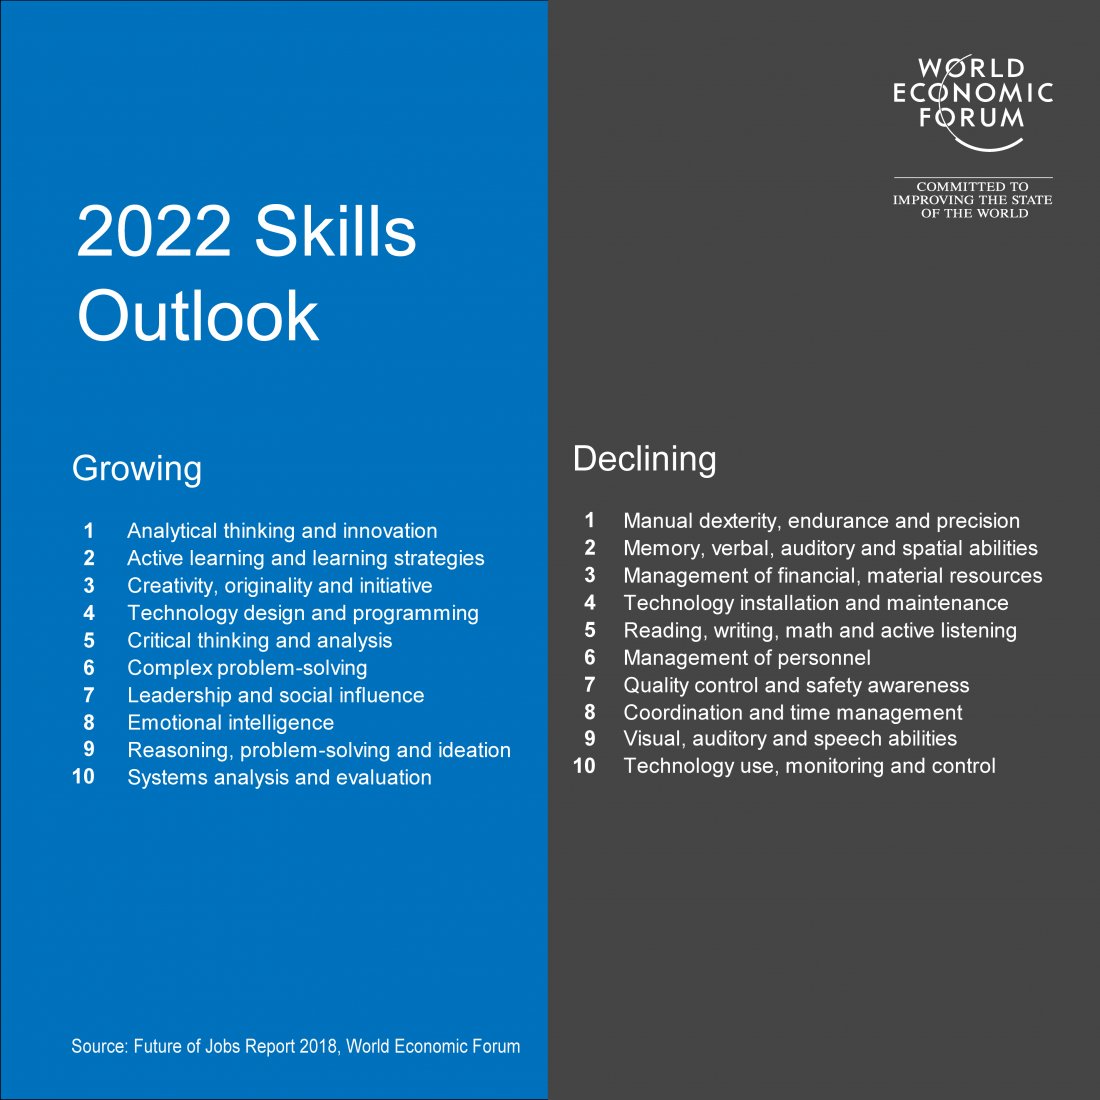 WORLD
ECONOMIC
FORUM
COMMITTED TO
IMPROVING THE STATE
OF THE WORLD
2022 Skills
Outlook
Growing
1 Analytical thinking and innovation
2 Active learning and learning strategies
3 Creativity, originality and initiative
4 Technology design and programming
5 Critical thinking and analysis
6 Complex problem-solving
7 Leadership and social influence
8 Emotional intelligence
9 Reasoning, problem-solving and ideation
10 Systems analysis and evaluation
Declining
1 Manual dexterity, endurance and precision
2 Memory, verbal, auditory and spatial abilities
3 Management of financial, material resources
4 Technology installation and maintenance
5 Reading, writing, math and active listening
6 Management of personnel
7 Quality control and safety awareness
8 Coordination and time management
9 Visual, auditory and speech abilities
10 Technology use, monitoring and control
Source: Future of Jobs Report 2018, World Economic Forum